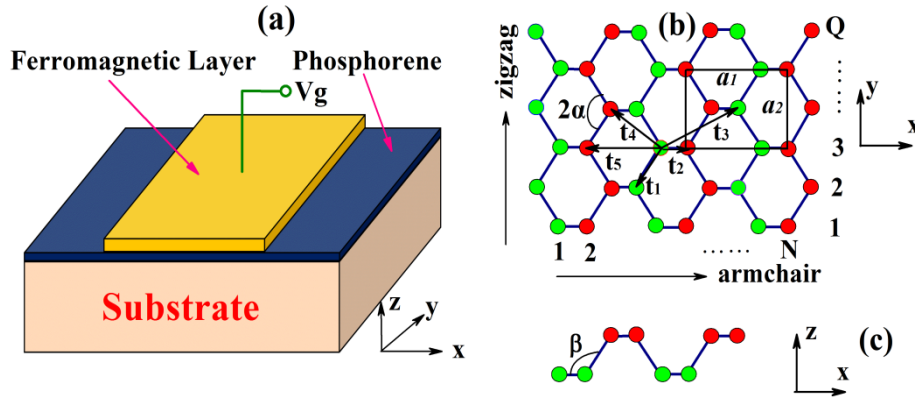 (a)
Ferromagnetic Layer
Phosphorene
Vg
Substrate
z
y
x
(b)
zigzag
Q
a1
2α
a2
t3
t4
t5
t2
t1
3
2
1
1 2 ...... N
armchair
y
x
β
(c)
z
x